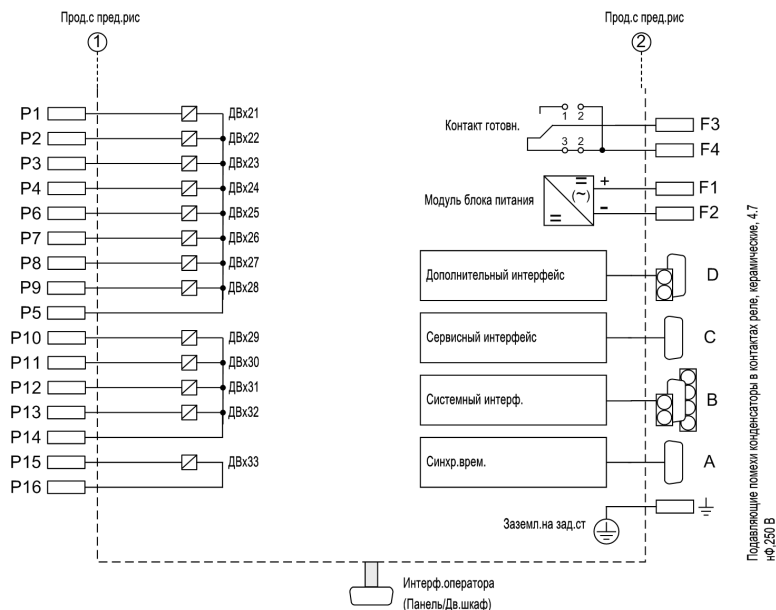 Прод.с пред.рис
1
Прод.с пред.рис
2
P1
ДВх21
P2
ДВх22
P3
ДВх23
P4
ДВх24
P6
ДВх25
P7
ДВх26
P8
ДВх27
P9
ДВх28
P5
P10
ДВх29
P11
ДВх30
P12
ДВх31
P13
ДВх32
P14
P15
ДВх33
P16
Контакт готовн.
1 2
3 2
F3
F4
Модуль блока питания
=
(~)
=
+
-
F1
F2
Дополнительный интерфейс
D
Сервисный интерфейс
C
Системный интерф.
B
Синхр.врем.
A
Заземл.на зад.ст
Интерф.оператора
(Панель/Дв.шкаф)
Подавляющие помехи конденсаторы в контактах реле, керамические, 4.7
нФ,250 В